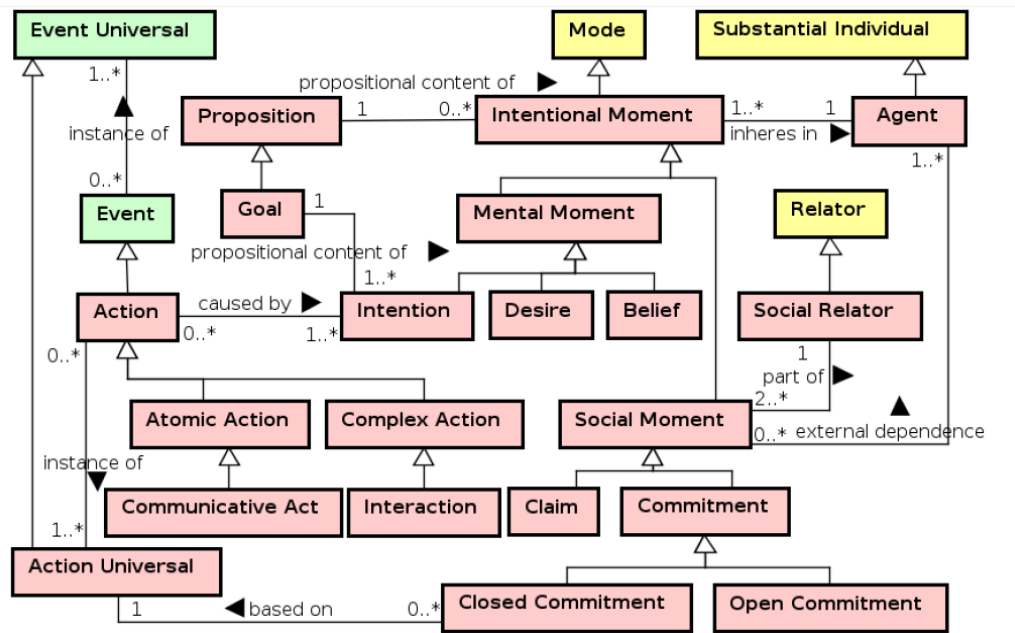 Event Universal
Mode
Substantial Individual
1..*
propositional content of
instance of
Proposition
1
0..*
Intentional Moment
1..*
1
inheres in
Agent
1..*
0..*
Event
Goal
1
Mental Moment
Relator
propositional content of
1..*
Action
caused by
0..*
1..*
Intention
Desire
Belief
Social Relator
0..*
1
part of
2..*
Atomic Action
Complex Action
Social Moment
0..*
external dependence
instance of
Communicative Act
Interaction
Claim
Commitment
1..*
Action Universal
1
based on
0..*
Closed Commitment
Open Commitment